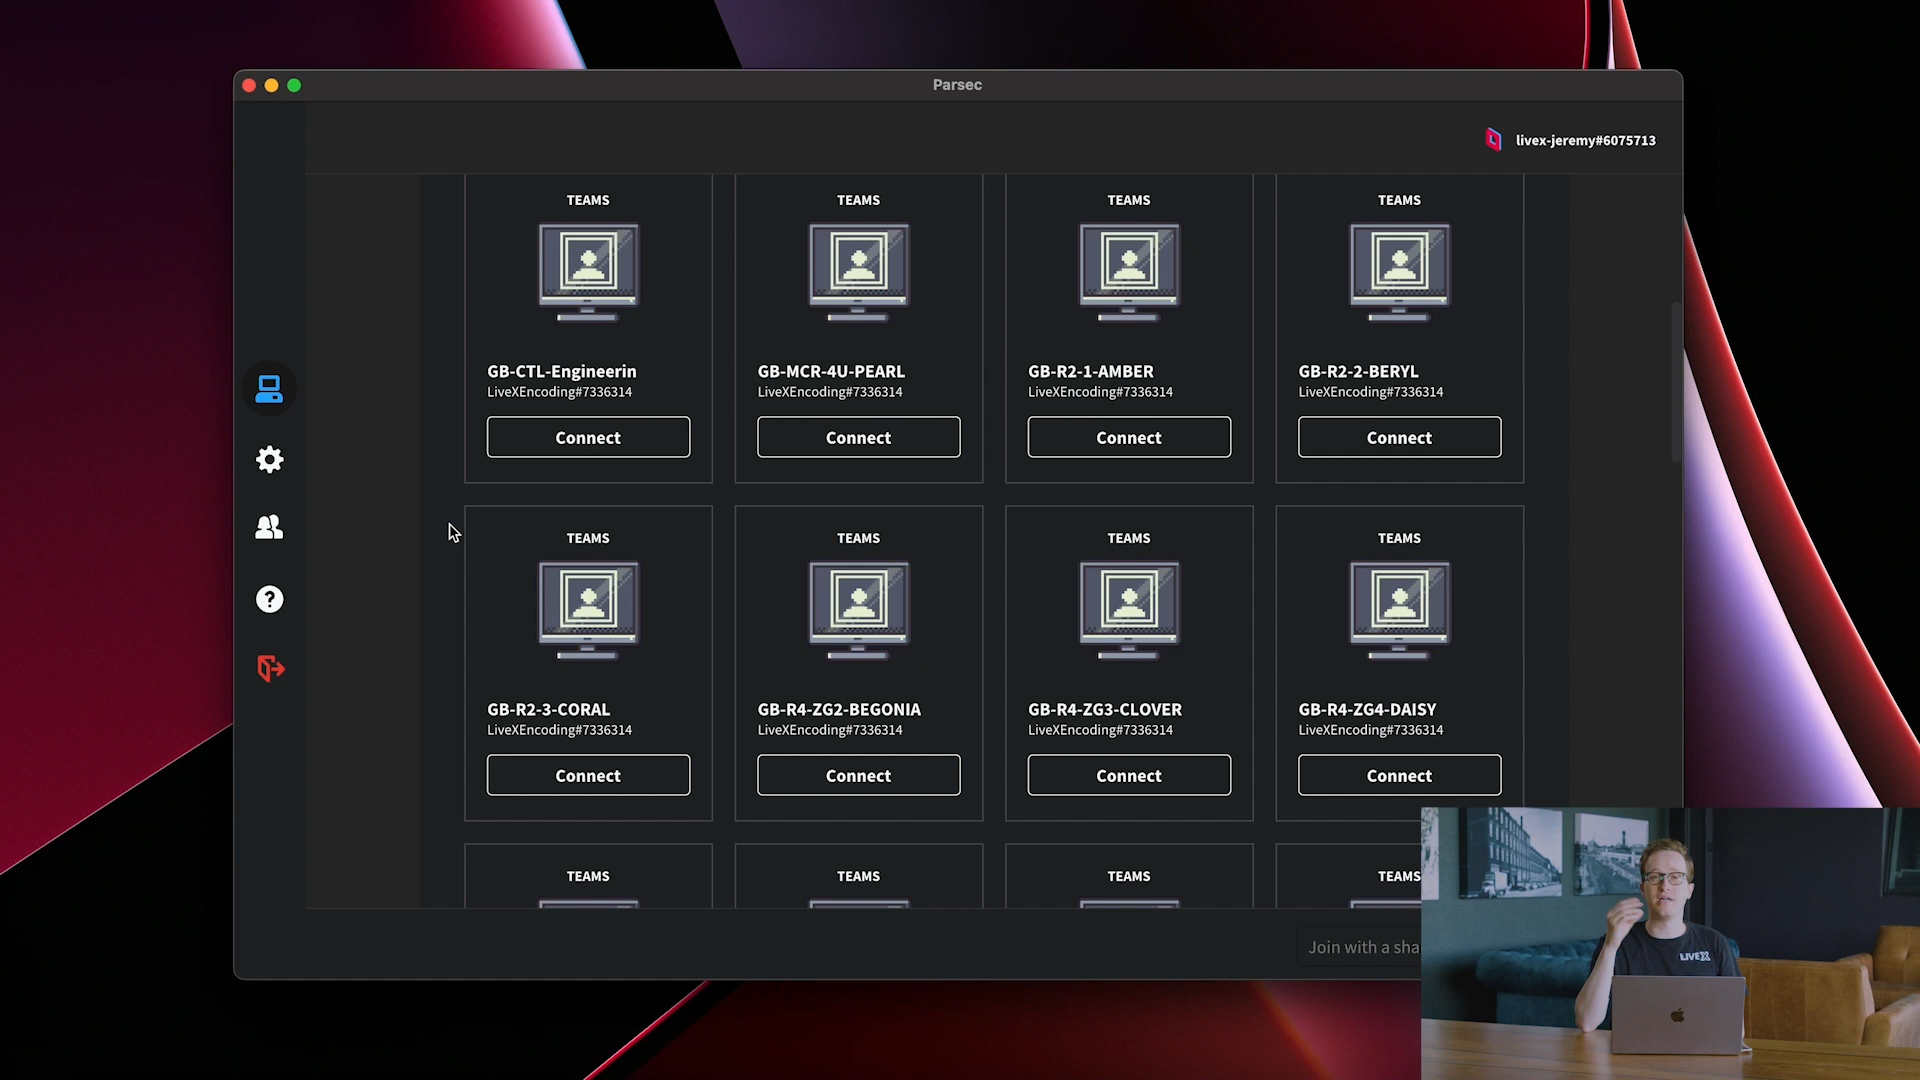 Parsec
livex-jeremy#6075713
TEAMS
TEAMS
TEAMS
TEAMS
GB-CTL-Engineerin
GB-MCR-4U-PEARL
GB-R2-1-AMBER
GB-R2-2-BERYL
LiveXEncoding#7336314
LiveXEncoding#7336314
LiveXEncoding#7336314
LiveXEncoding#7336314
Connect
Connect
Connect
Connect
TEAMS
TEAMS
TEAMS
TEAMS
GB-R2-3-CORAL
GB-R4-ZG2-BEGONIA
GB-R4-ZG3-CLOVER
GB-R4-ZG4-DAISY
LiveXEncoding#7336314
LiveXEncoding#7336314
LiveXEncoding#7336314
LiveXEncoding#7336314
Connect
Connect
Connect
Connect
TEAMS
TEAMS
TEAMS
TEAMS
Join with a sha
LIVEX